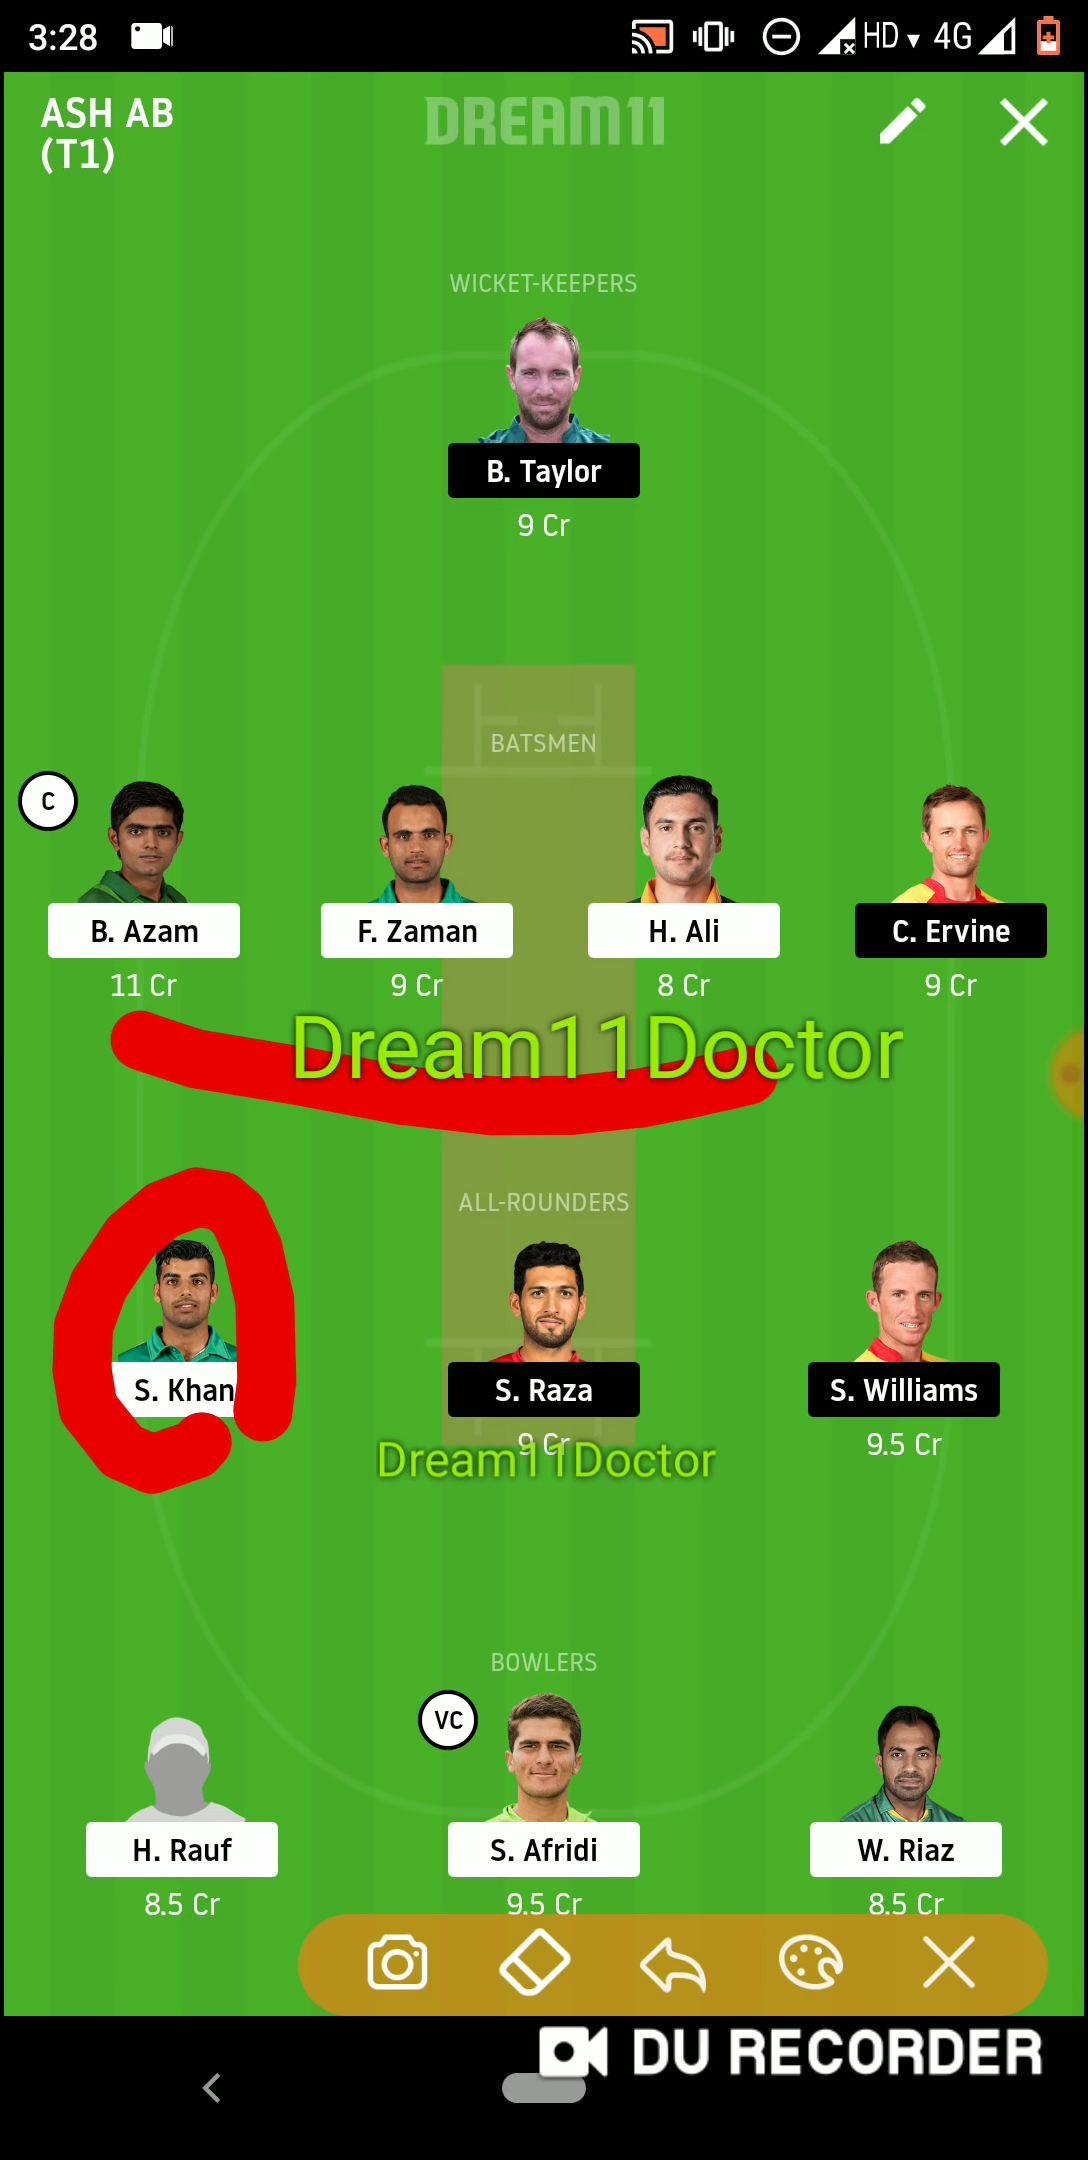 3:28 HD 4G
ASH AB
(T1)
DREAM11
WICKET-KEEPERS
B. Taylor
9 Cr
BATSMEN
C
B. Azam F. Zaman H. Ali C. Ervine
11 Cr 9 Cr 8 Cr 9 Cr
Dream11Doctor
ALL-ROUNDERS
S. Khan S. Raza S. Williams
9 Cr 9.5 Cr
Dream11Doctor
BOWLERS
VC
H. Rauf S. Afridi W. Riaz
8.5 Cr 9.5 Cr 8.5 Cr
DU RECORDER